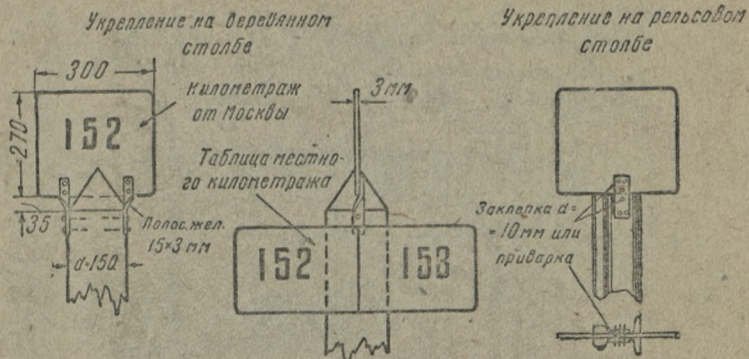 Укрепление на деревянном
столбе
Укрепление на рельсовом
столбе
300
километраж
от Москвы
3мм
152
270
Таблица местно-
го километража
35
Полос. жел.
15×3 мм
d=150
152
153
Заклепка d=
=10мм или
приварка